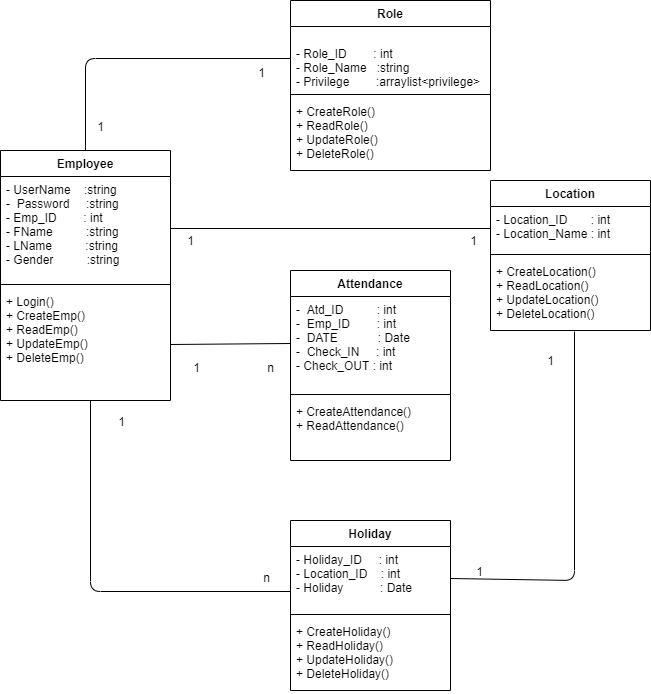 Role
- Role_ID : int
- Role_Name :string
- Privilege :arraylist<privilege>
+ CreateRole()
+ ReadRole()
+ UpdateRole()
+ DeleteRole()
1
1
Employee
- UserName :string
- Password :string
- Emp_ID : int
- FName :string
- LName :string
- Gender :string
+ Login()
+ CreateEmp()
+ ReadEmp()
+ UpdateEmp()
+ DeleteEmp()
Location
- Location_ID : int
- Location_Name : int
+ CreateLocation()
+ ReadLocation()
+ UpdateLocation()
+ DeleteLocation()
1
1
Attendance
- Atd_ID : int
- Emp_ID : int
- DATE : Date
- Check_IN : int
- Check_OUT : int
+ CreateAttendance()
+ ReadAttendance()
1
n
1
1
Holiday
- Holiday_ID : int
- Location_ID : int
- Holiday : Date
+ CreateHoliday()
+ ReadHoliday()
+ UpdateHoliday()
+ DeleteHoliday()
n
1